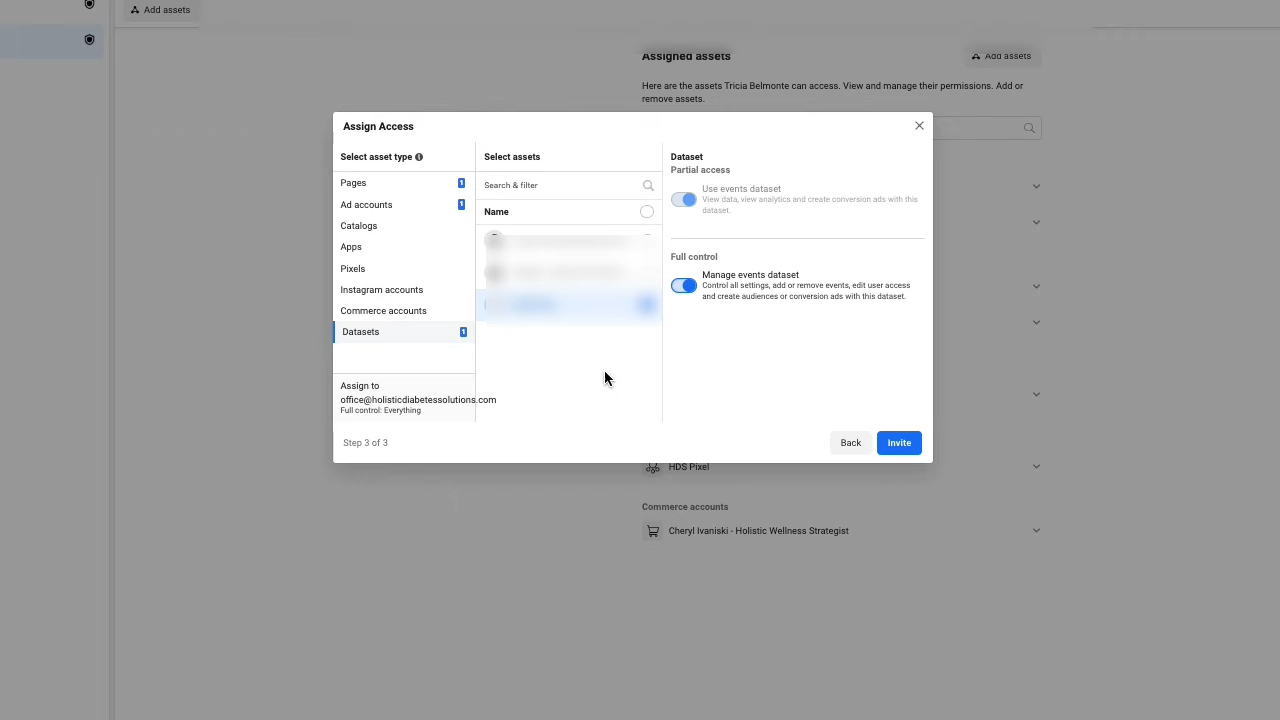 Add assets
Assigned assets
Add assets
Here are the assets Tricia Belmonte can access. View and manage their permissions. Add or
remove assets.
Assign Access
Select asset type
Pages
1
Ad accounts
1
Catalogs
Apps
Pixels
Instagram accounts
Commerce accounts
Datasets
1
Assign to
office@holisticdiabetessolutions.com
Full control: Everything
Select assets
Search & filter
Name
Dataset
Partial access
Use events dataset
View data, view analytics and create conversion ads with this
dataset.
Full control
Manage events dataset
Control all settings, add or remove events, edit user access
and create audiences or conversion ads with this dataset.
Step 3 of 3
Back
Invite
HDS Pixel
Commerce accounts
Cheryl Ivaniski - Holistic Wellness Strategist